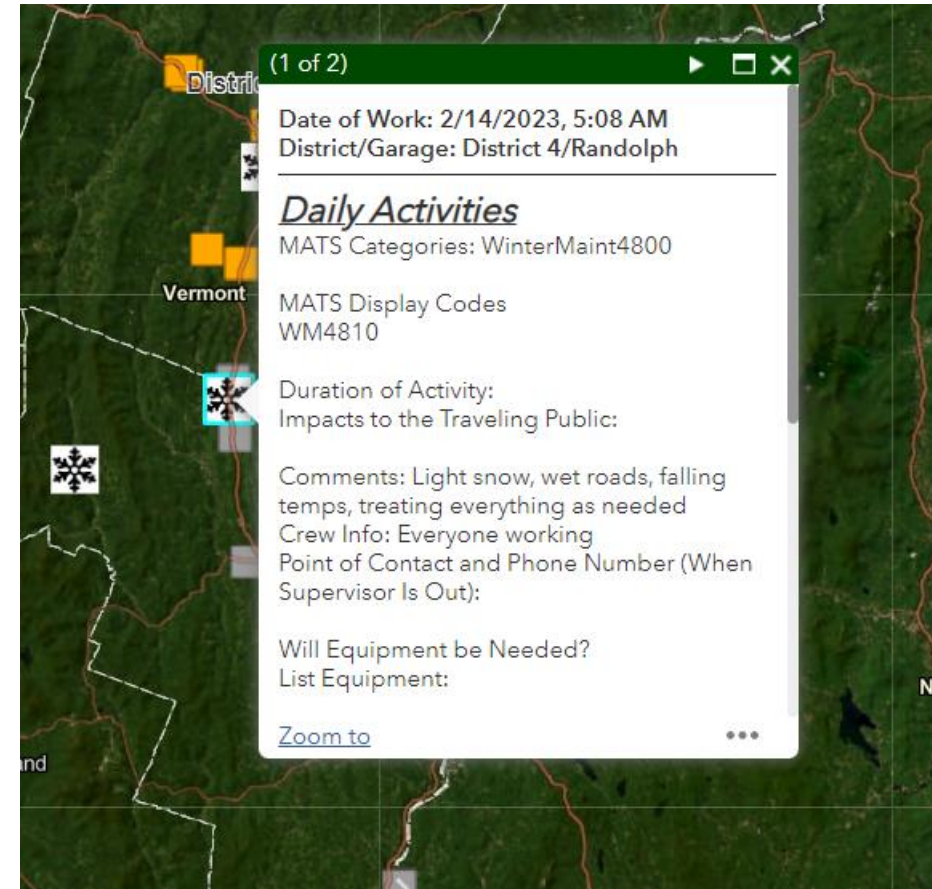 Distric
(1 of 2)
Date of Work: 2/14/2023, 5:08 AM
District/Garage: District 4/Randolph
Daily Activities
MATS Categories: WinterMaint4800
Vermont
MATS Display Codes
WM4810
Duration of Activity:
Impacts to the Traveling Public:
Comments: Light snow, wet roads, falling
temps, treating everything as needed
Crew Info: Everyone working
Point of Contact and Phone Number (When
Supervisor Is Out):
Will Equipment be Needed?
List Equipment:
N
Zoom to
nd